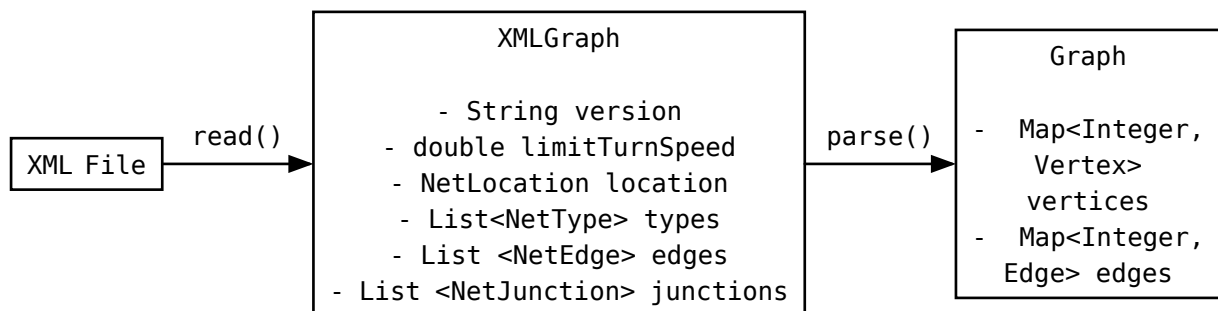 XML File
read()
XMLGraph
- String version
- double limitTurnSpeed
- NetLocation location
- List<NetType> types
- List <NetEdge> edges
- List <NetJunction> junctions
parse()
Graph
- Map<Integer,
Vertex>
vertices
- Map<Integer,
Edge> edges